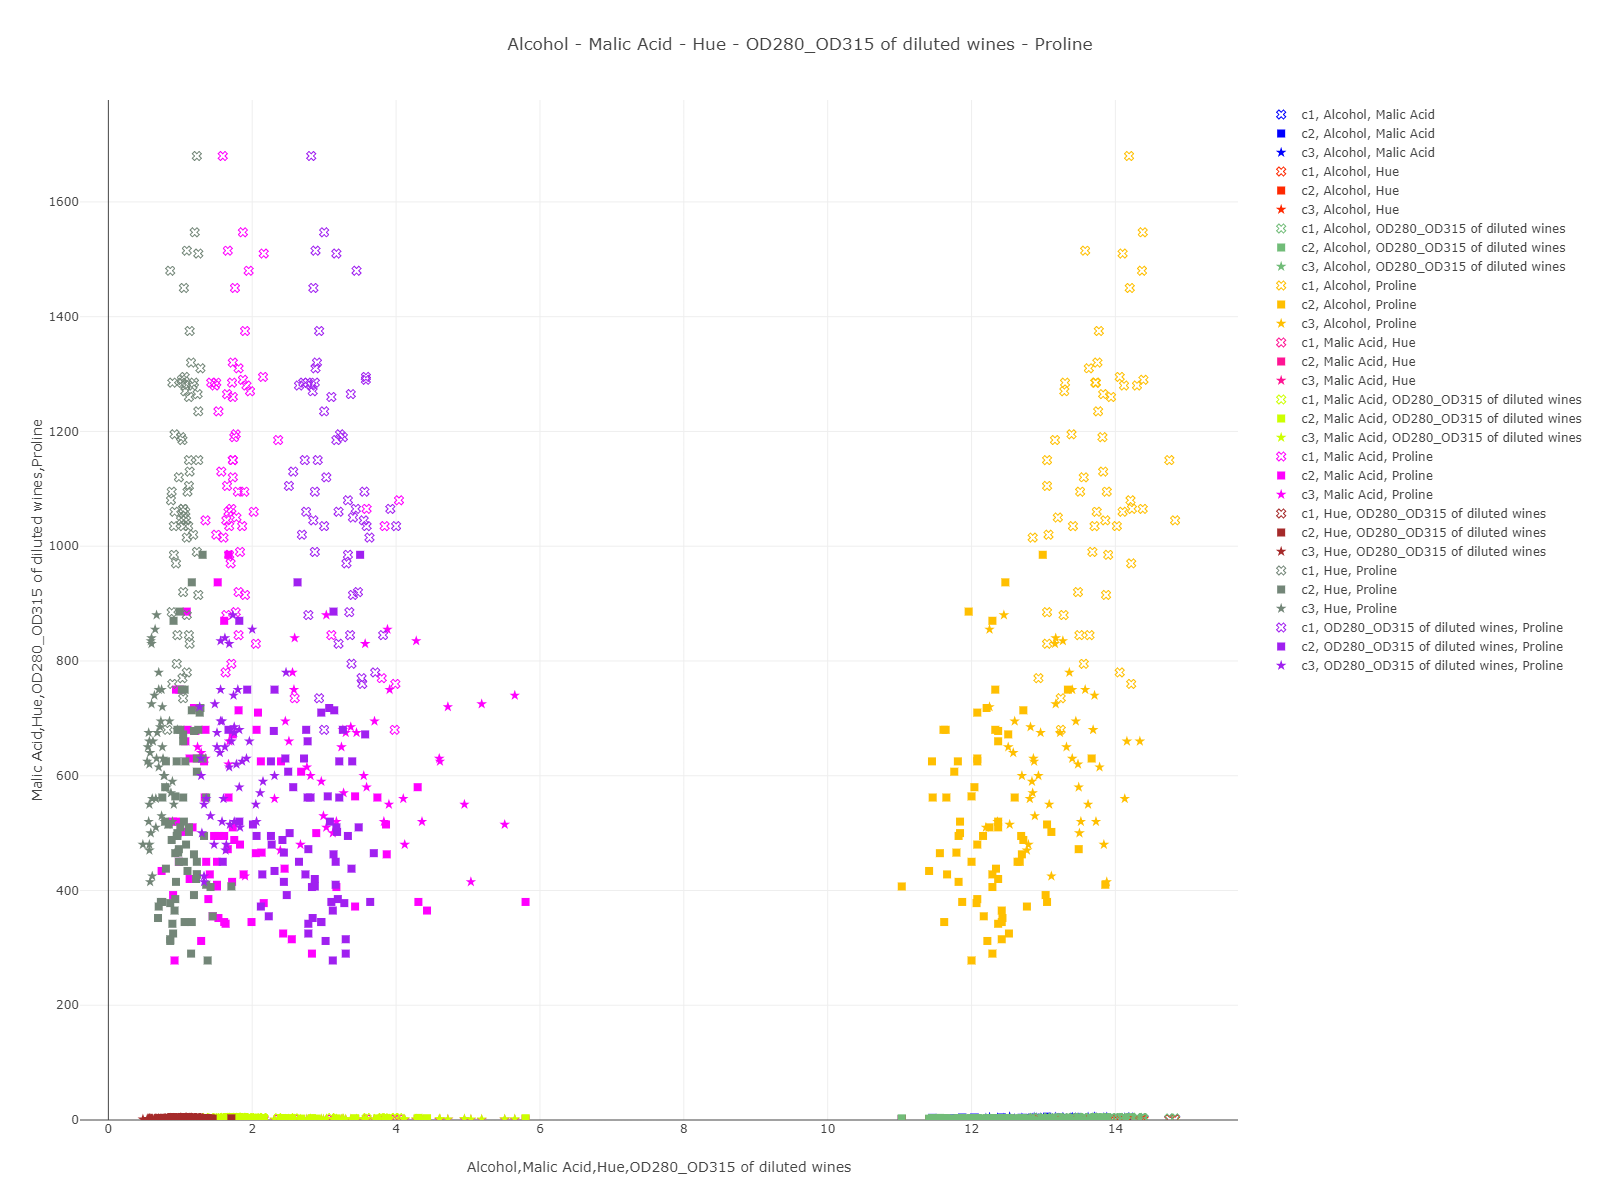 Alcohol - Malic Acid - Hue - OD280_OD315 of diluted wines - Proline
Malic Acid,Hue,OD280_OD315 of diluted wines,Proline
1600
1400
1200
1000
800
600
400
200
0
0
2
4
6
8
10
12
14
Alcohol,Malic Acid,Hue,OD280_OD315 of diluted wines
c1, Alcohol, Malic Acid
c2, Alcohol, Malic Acid
c3, Alcohol, Malic Acid
c1, Alcohol, Hue
c2, Alcohol, Hue
c3, Alcohol, Hue
c1, Alcohol, OD280_OD315 of diluted wines
c2, Alcohol, OD280_OD315 of diluted wines
c3, Alcohol, OD280_OD315 of diluted wines
c1, Alcohol, Proline
c2, Alcohol, Proline
c3, Alcohol, Proline
c1, Malic Acid, Hue
c2, Malic Acid, Hue
c3, Malic Acid, Hue
c1, Malic Acid, OD280_OD315 of diluted wines
c2, Malic Acid, OD280_OD315 of diluted wines
c3, Malic Acid, OD280_OD315 of diluted wines
c1, Malic Acid, Proline
c2, Malic Acid, Proline
c3, Malic Acid, Proline
c1, Hue, OD280_OD315 of diluted wines
c2, Hue, OD280_OD315 of diluted wines
c3, Hue, OD280_OD315 of diluted wines
c1, Hue, Proline
c2, Hue, Proline
c3, Hue, Proline
c1, OD280_OD315 of diluted wines, Proline
c2, OD280_OD315 of diluted wines, Proline
c3, OD280_OD315 of diluted wines, Proline